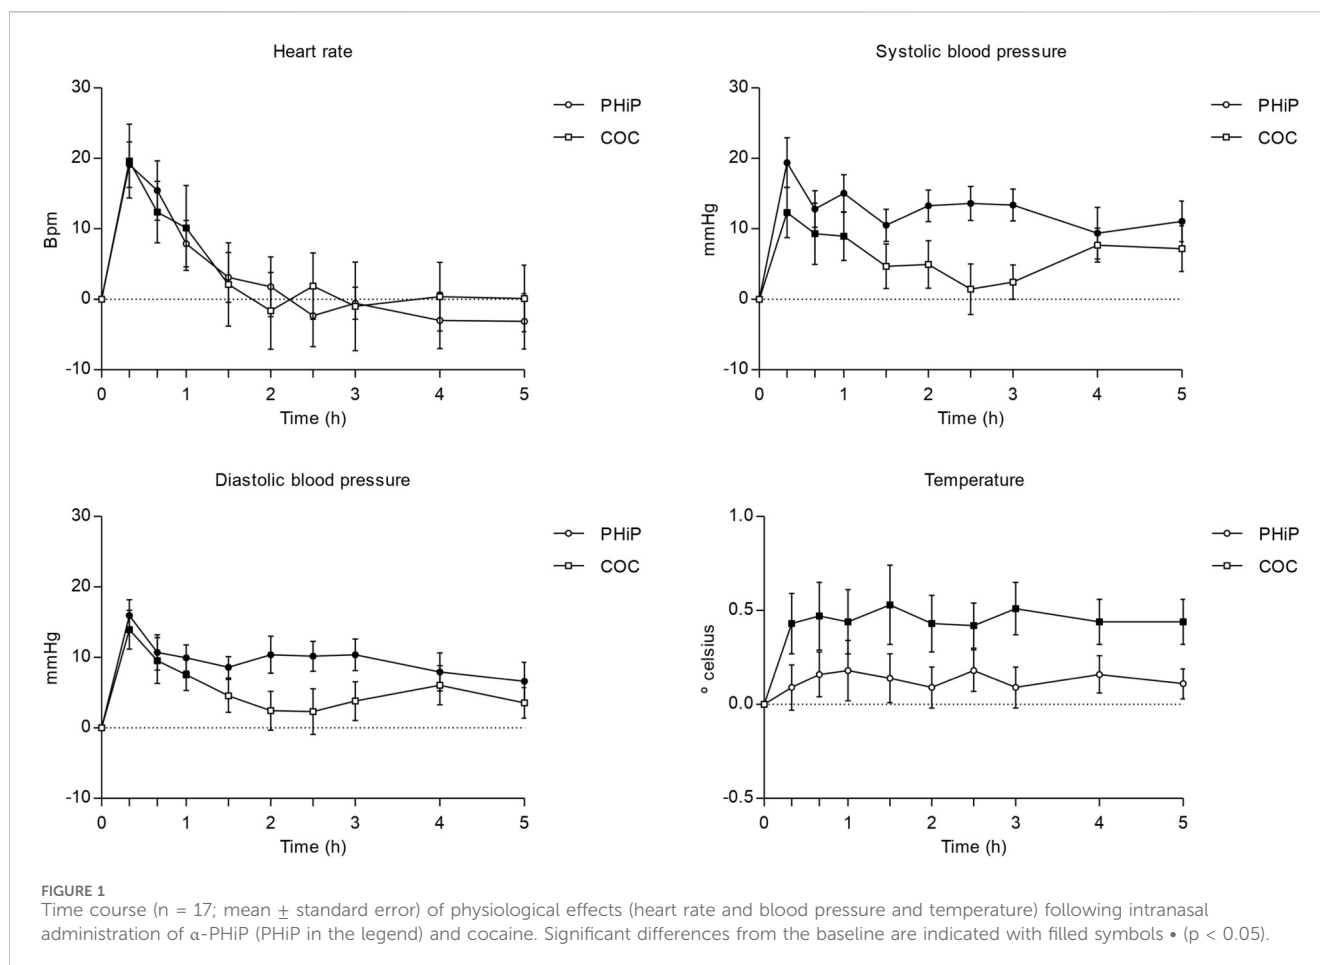 Heart rate
30
20
10
0
-10
Bpm
0 1 2 3 4 5
Time (h)
PHiP
COC
Systolic blood pressure
30
20
10
0
-10
mmHg
0 1 2 3 4 5
Time (h)
PHiP
COC
Diastolic blood pressure
30
20
10
0
-10
mmHg
0 1 2 3 4 5
Time (h)
PHiP
COC
Temperature
1.0
0.5
0.0
-0.5
º celsius
0 1 2 3 4 5
Time (h)
PHiP
COC
FIGURE 1
Time course (n = 17; mean ± standard error) of physiological effects (heart rate and blood pressure and temperature) following intranasal
administration of α-PHiP (PHiP in the legend) and cocaine. Significant differences from the baseline are indicated with filled symbols • (p < 0.05).